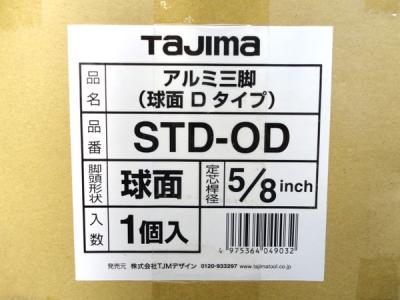 TAJIMA
品名 アルミ三脚
(球面 D タイプ)
品番 STD-OD
脚頭形状 球面 定芯桿径 5/8 inch
入数 1個入
4 975364 049032
発売元 株式会社TJMデザイン 0120-933297 www.tajimatool.co.jp